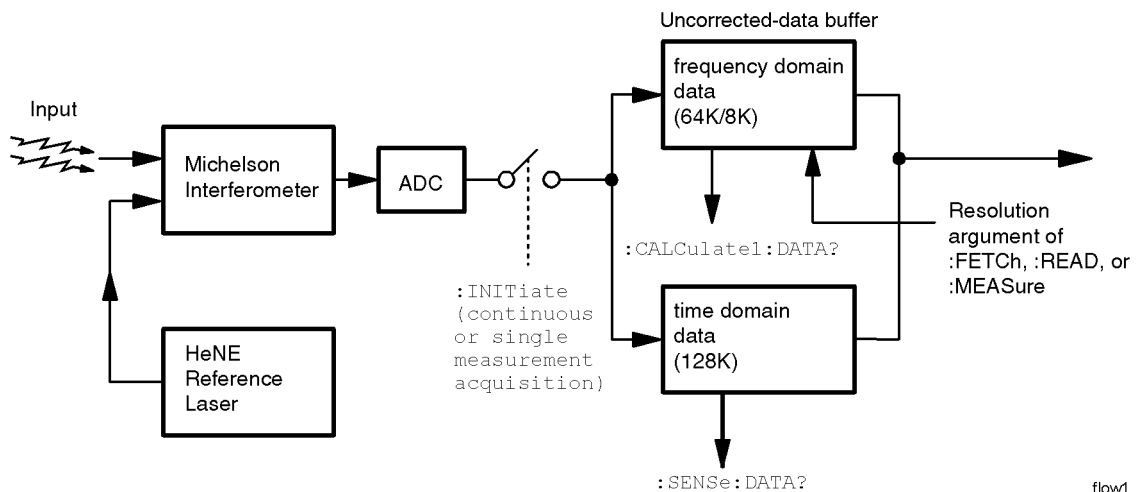 Uncorrected-data buffer
frequency domain
data
(64K/8K)
Input
Michelson
Interferometer
ADC
Resolution
argument of
:FETCh, :READ, or
:MEASure
:CALCulate1:DATA?
:INITiate
(continuous
or single
measurement
acquisition)
time domain
data
(128K)
HeNE
Reference
Laser
:SENSe:DATA?
flow1